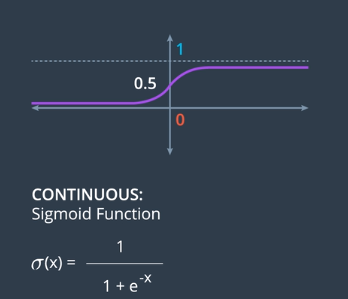 1
0.5
0
CONTINUOUS:
Sigmoid Function
σ(x) = 1 / 1 + e^-x